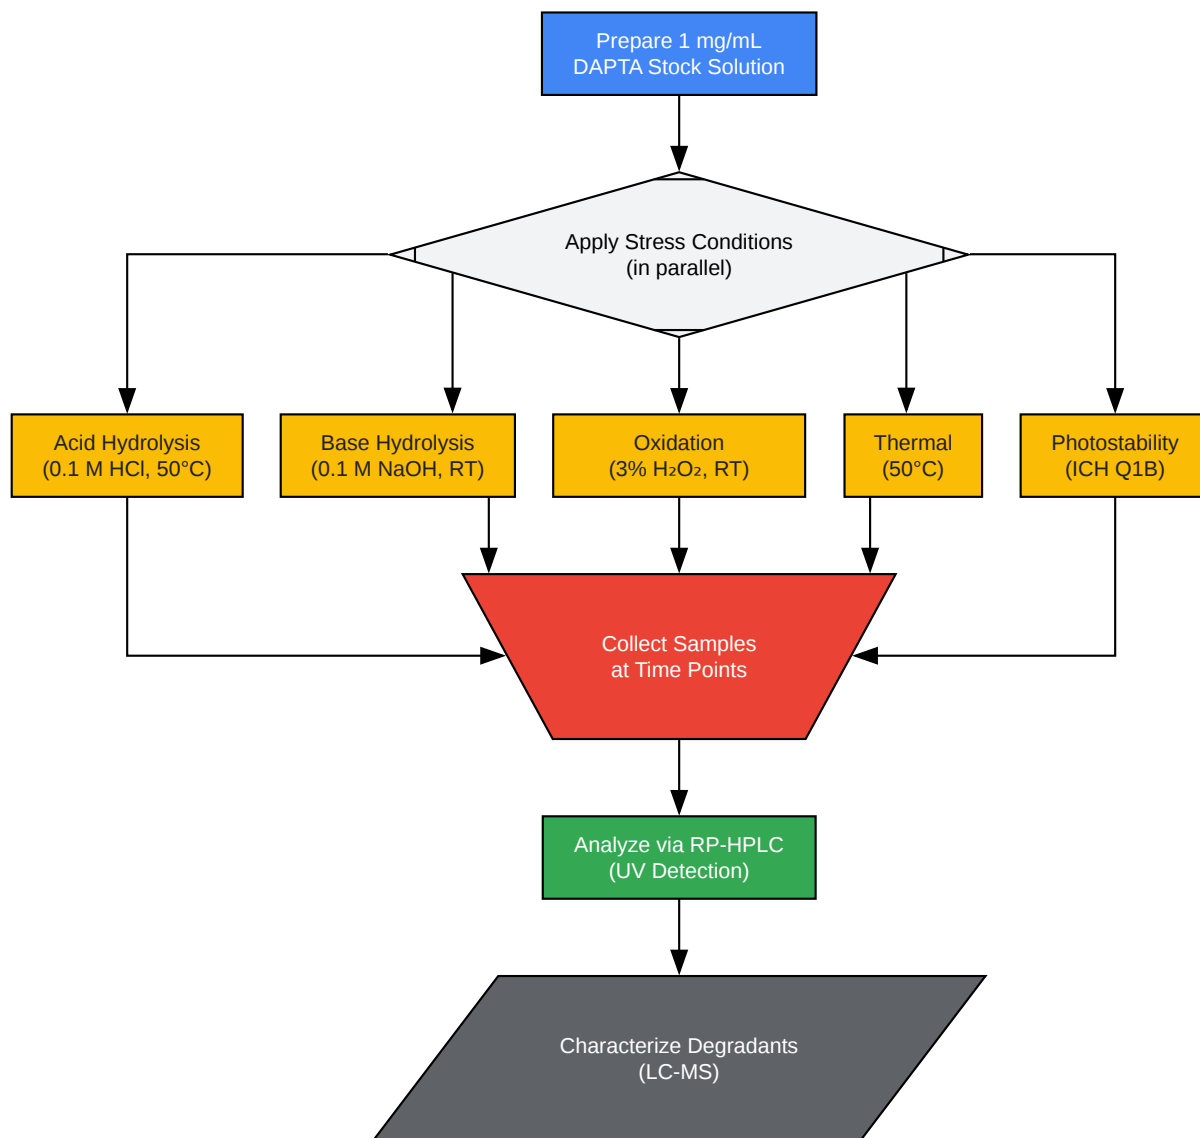 Prepare 1 mg/mL
DAPTA Stock Solution
Apply Stress Conditions
(in parallel)
Acid Hydrolysis
(0.1 M HCl, 50°C)
Base Hydrolysis
(0.1 M NaOH, RT)
Oxidation
(3% H₂O₂, RT)
Thermal
(50°C)
Photostability
(ICH Q1B)
Collect Samples
at Time Points
Analyze via RP-HPLC
(UV Detection)
Characterize Degradants
(LC-MS)